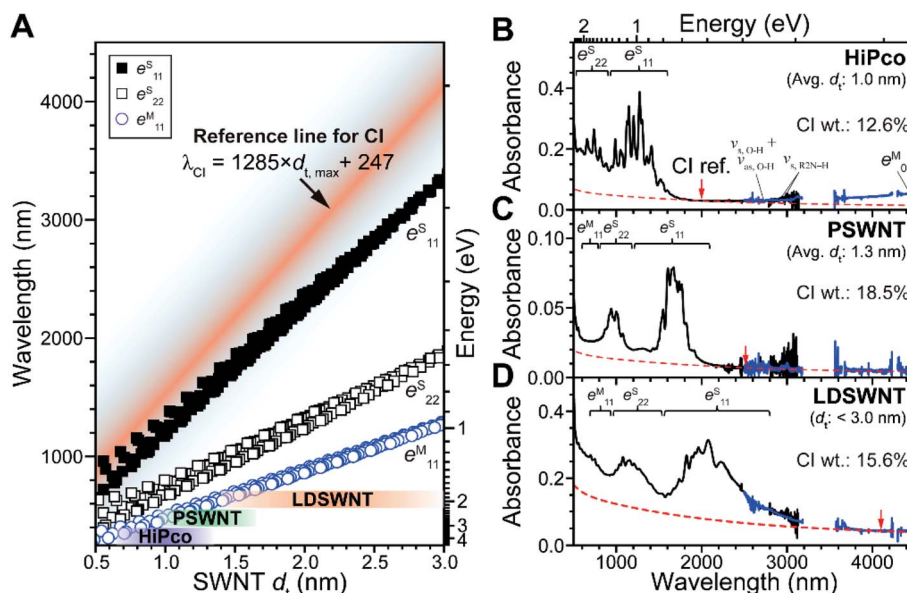 A
Wavelength (nm)
4000
3000
2000
1000
e^S_11
e^S_22
e^M_11
Reference line for CI
λ_CI = 1285×d_t, max + 247
e^S_11
e^S_22
e^M_11
LDSWNT
PSWNT
HiPco
0.5 1.0 1.5 2.0 2.5 3.0
SWNT d_t (nm)
Energy (eV)
1
2
3
4
Energy (eV)
2 1
B
HiPco
(Avg. d_t: 1.0 nm)
CI wt.: 12.6%
e^S_22 e^S_11
CI ref.
ν_s, O-H +
ν_as, O-H
ν_s, R2N–H
e^M_0
Absorbance
0.4
0.2
0.0
C
PSWNT
(Avg. d_t: 1.3 nm)
CI wt.: 18.5%
e^M_11 e^S_22 e^S_11
Absorbance
0.10
0.05
0.00
D
LDSWNT
(d_t: < 3.0 nm)
CI wt.: 15.6%
e^M_11 e^S_22 e^S_11
Absorbance
0.4
0.2
0.0
1000 2000 3000 4000
Wavelength (nm)